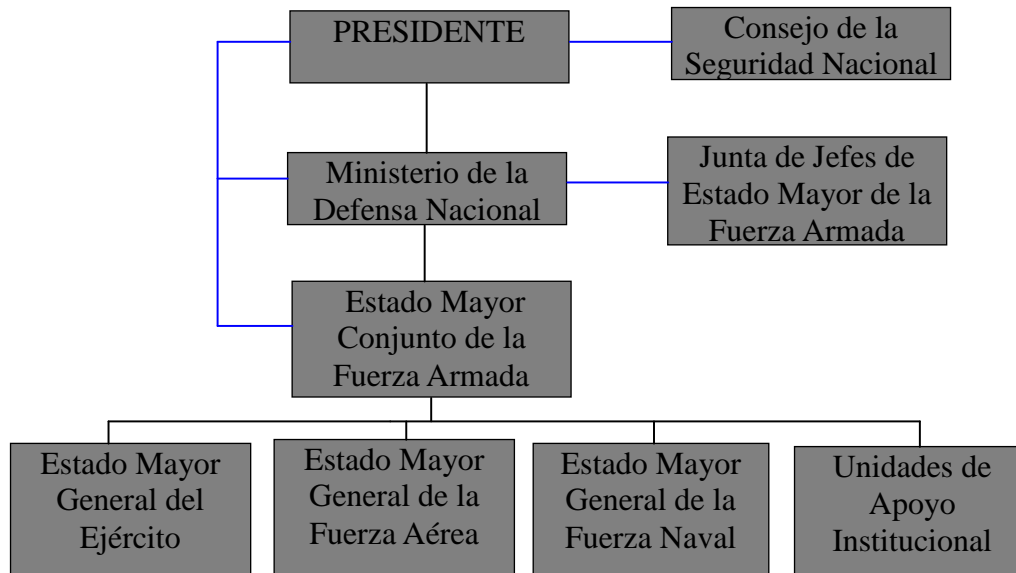 PRESIDENTE
Consejo de la
Seguridad Nacional
Ministerio de la
Defensa Nacional
Junta de Jefes de
Estado Mayor de la
Fuerza Armada
Estado Mayor
Conjunto de la
Fuerza Armada
Estado Mayor
General del
Ejército
Estado Mayor
General de la
Fuerza Aérea
Estado Mayor
General de la
Fuerza Naval
Unidades de
Apoyo
Institucional